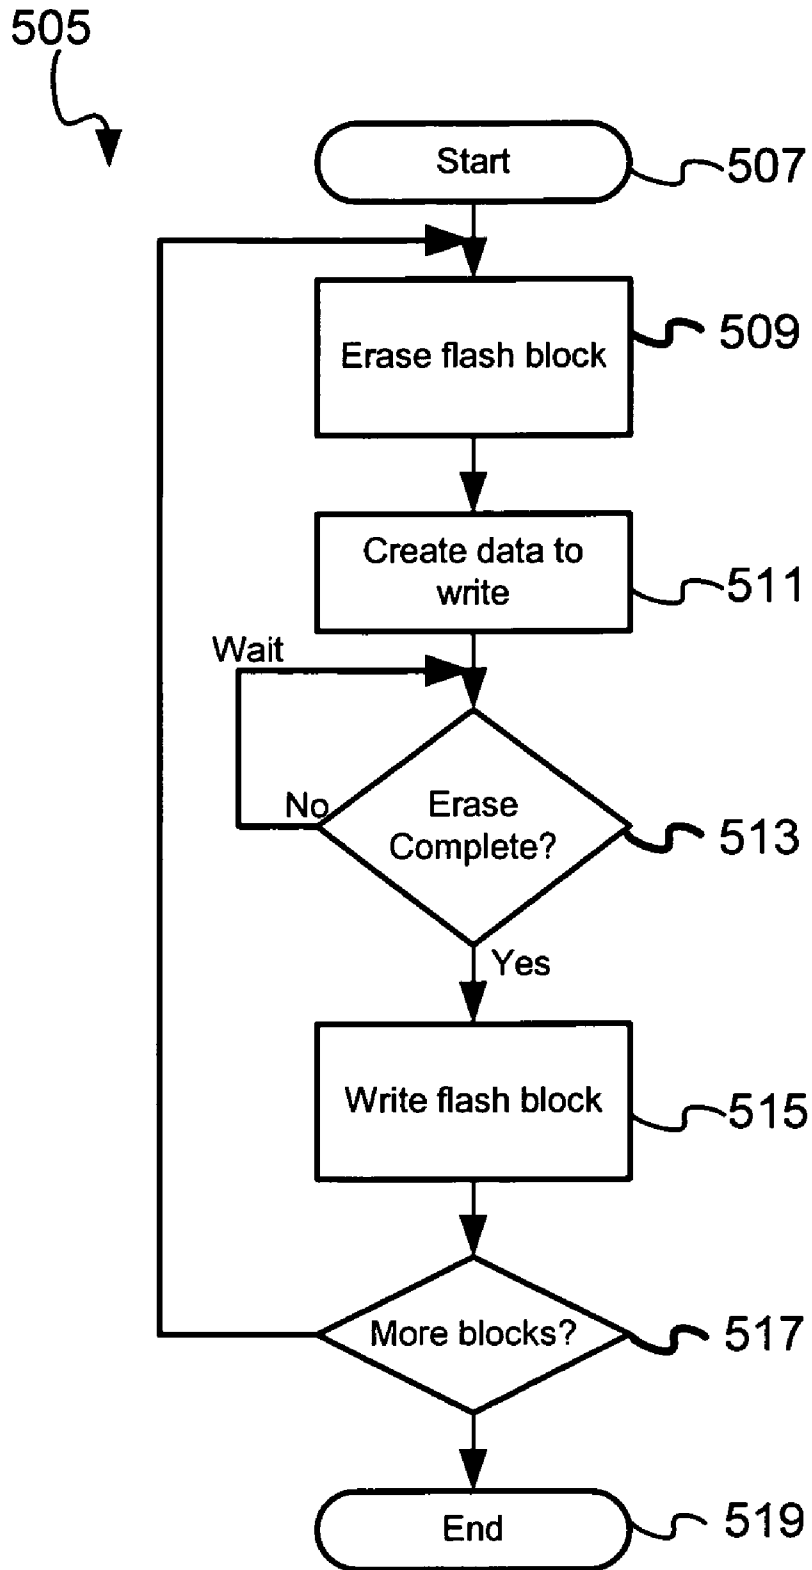 505
Start
507
Erase flash block
509
Create data to
write
511
Wait
No
Erase
Complete?
513
Yes
Write flash block
515
More blocks?
517
End
519